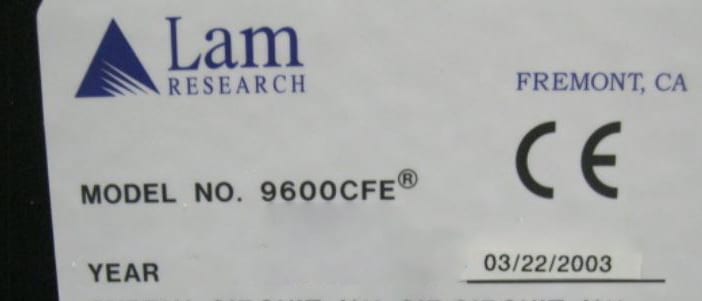 Lam
RESEARCH
FREMONT, CA
CE
MODEL NO. 9600CFE®
YEAR 03/22/2003